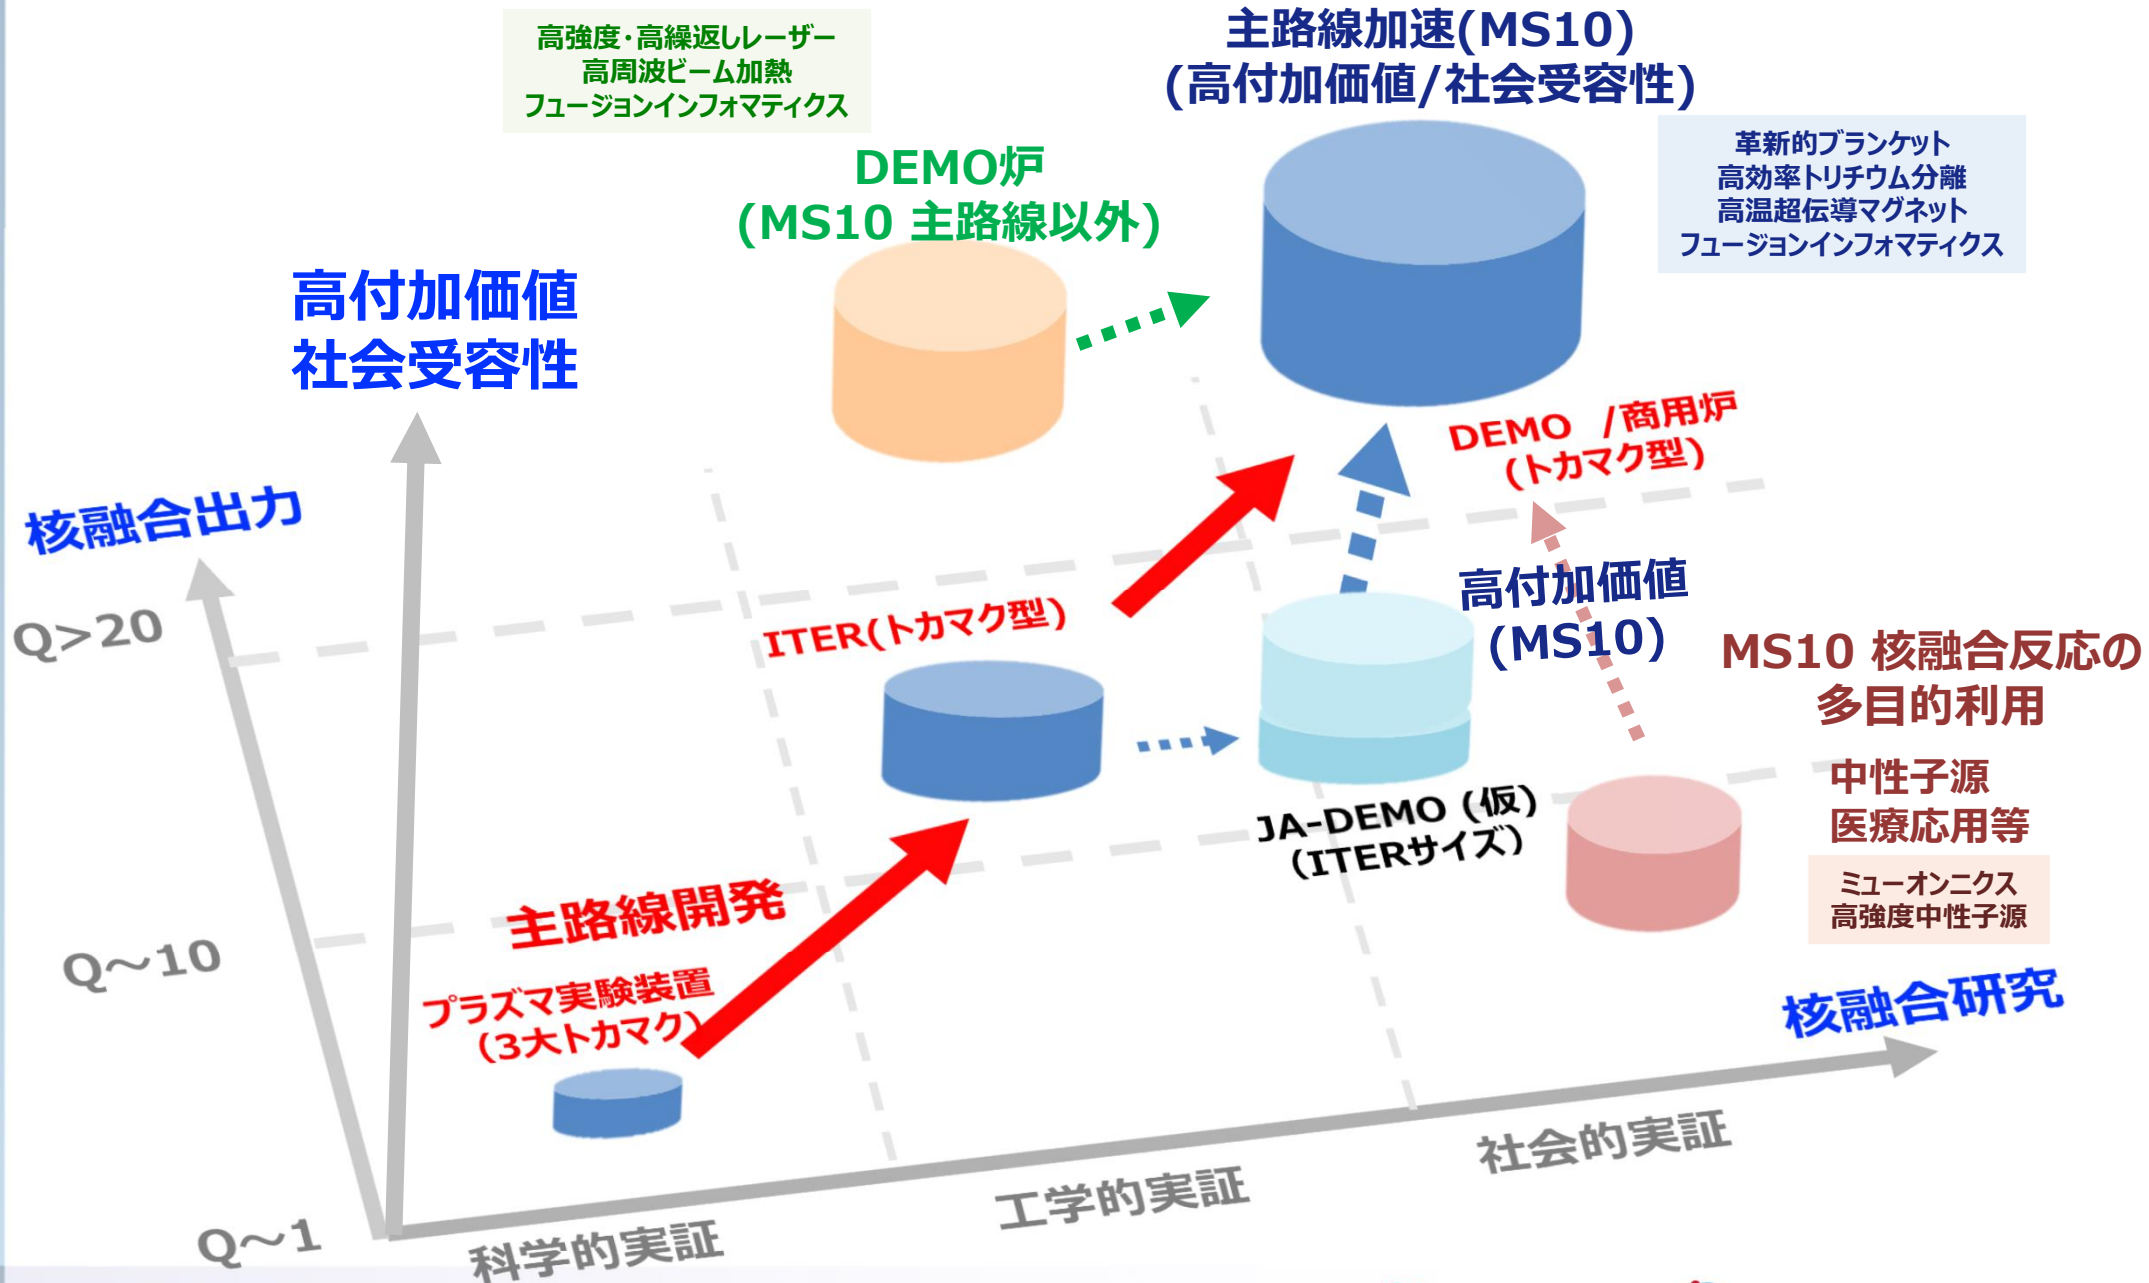 高強度・高繰返しレーザー
高周波ビーム加熱
フュージョンインフォマティクス
主路線加速(MS10)
(高付加価値/社会受容性)
革新的ブランケット
高効率トリチウム分離
高温超伝導マグネット
フュージョンインフォマティクス
DEMO炉
(MS10 主路線以外)
高付加価値
社会受容性
DEMO /商用炉
(トカマク型)
核融合出力
Q>20
ITER(トカマク型)
高付加価値
(MS10)
MS10 核融合反応の
多目的利用
中性子源
医療応用等
ミューオンニクス
高強度中性子源
JA-DEMO (仮)
(ITERサイズ)
主路線開発
Q～10
プラズマ実験装置
(3大トカマク)
核融合研究
Q～1
科学的実証
工学的実証
社会的実証